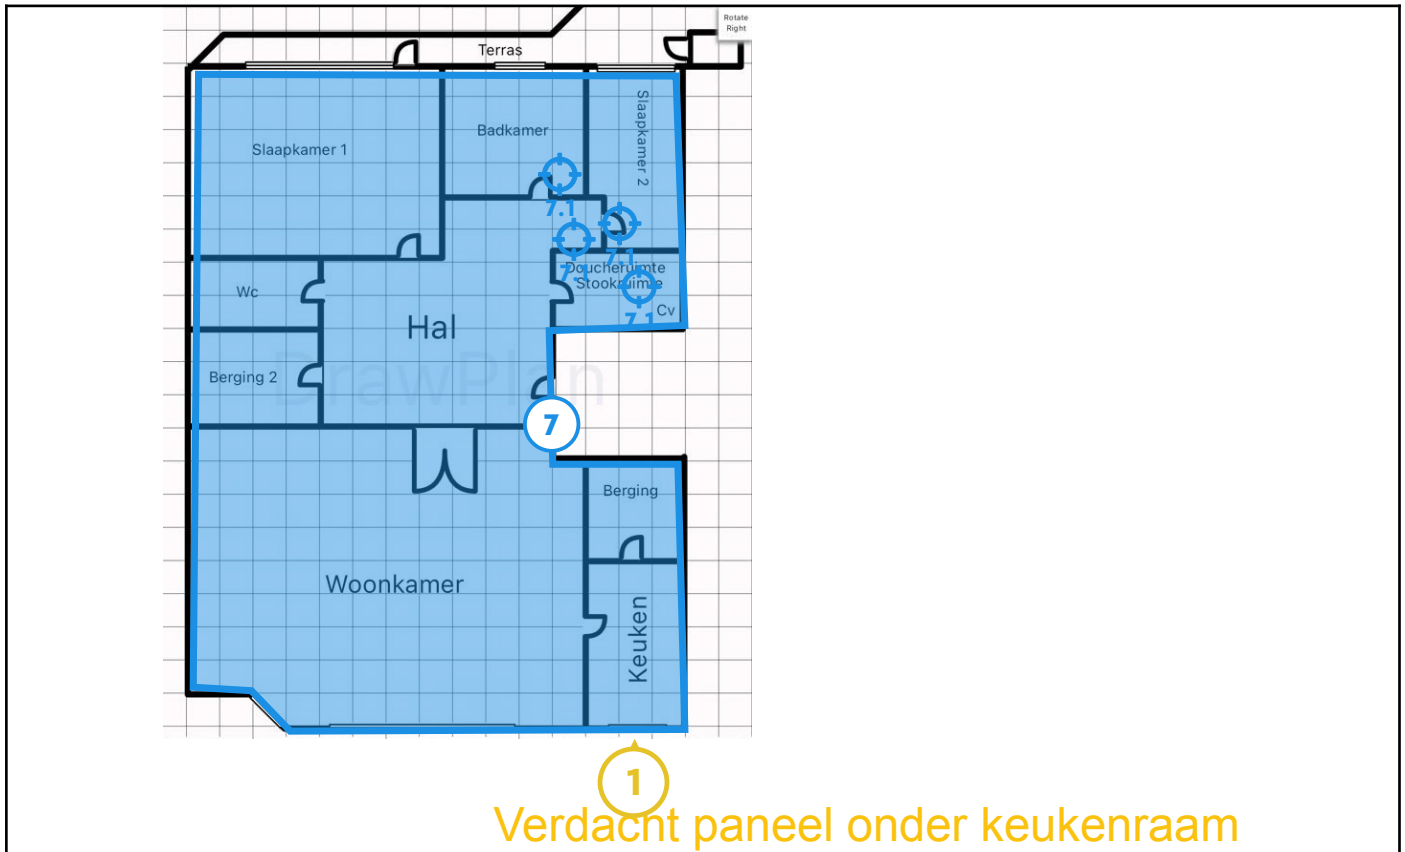 Rotate
Right
Terras
Slaapkamer 1
Badkamer
Slaapkamer 2
7.1
7.1
7.1
Doucheruimte
Stookruimte
7.1
Cv
Wc
Hal
Berging 2
DrawPlan
7
Berging
Woonkamer
Keuken
1
Verdacht paneel onder keukenraam